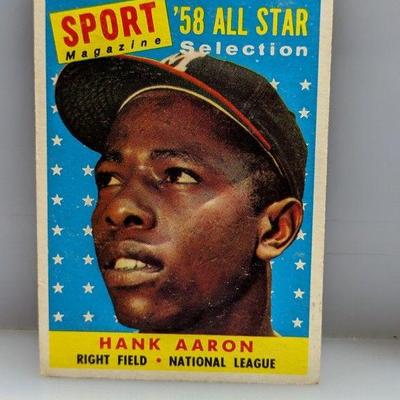 SPORT '58 ALL STAR
Magazine Selection
HANK AARON
RIGHT FIELD • NATIONAL LEAGUE